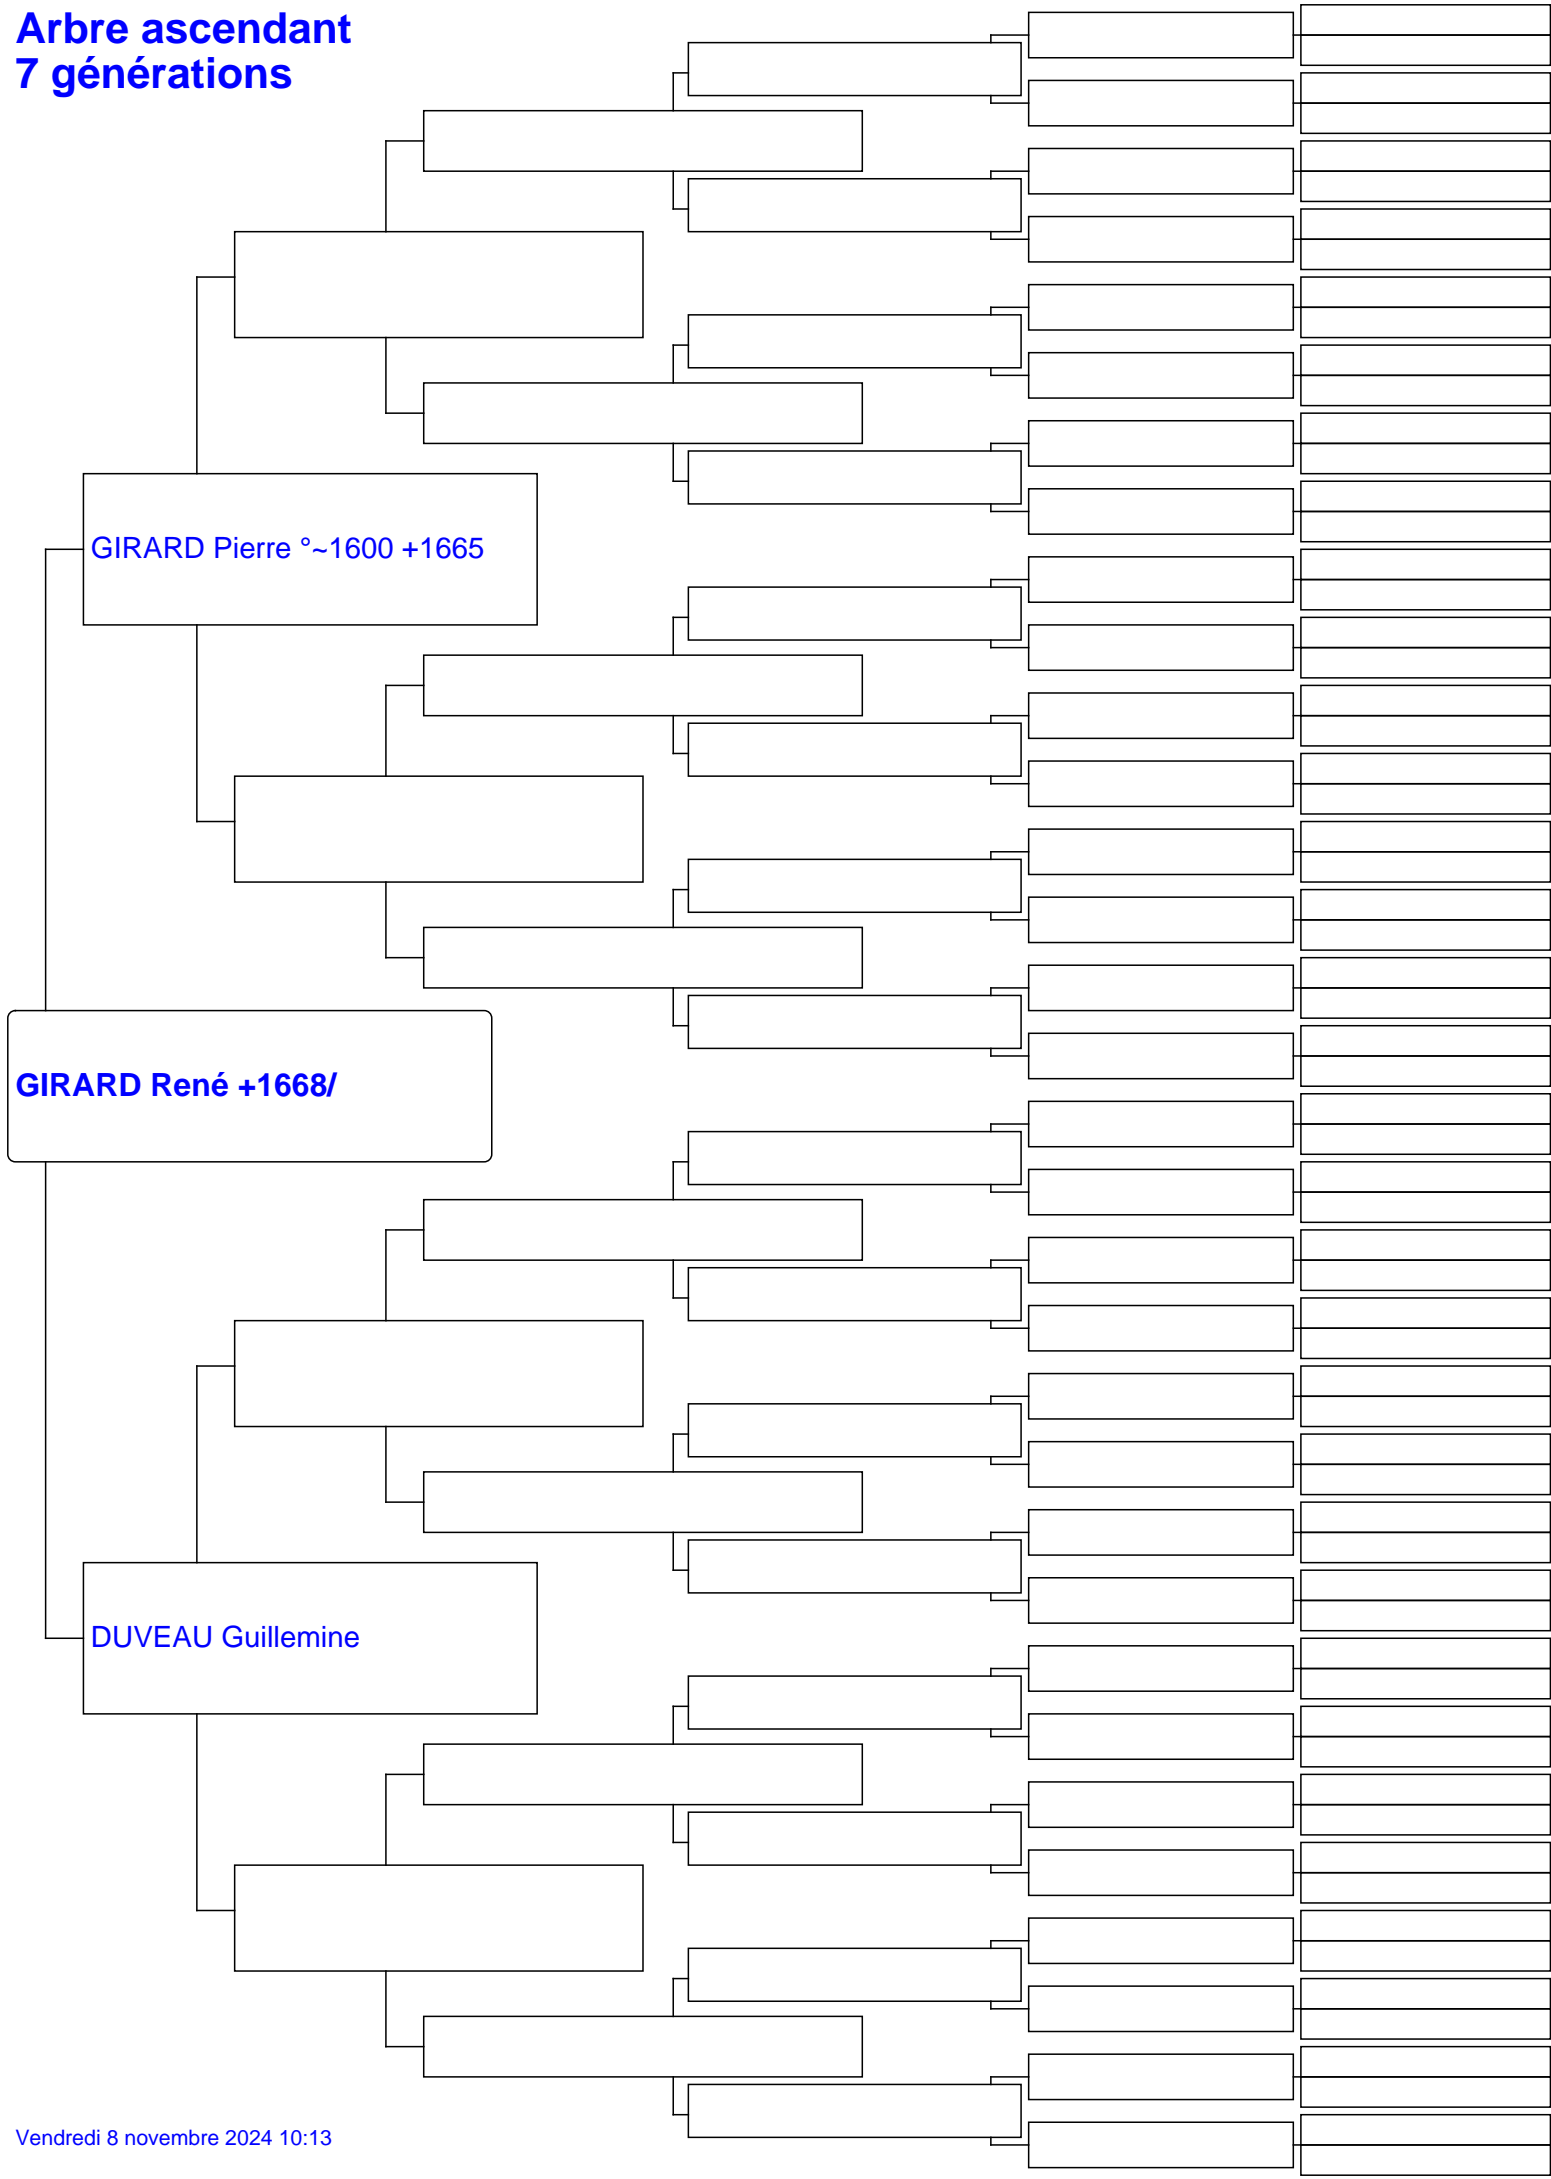 Arbre ascendant
7 générations
GIRARD Pierre °~1600 +1665
GIRARD René +1668/
DUVEAU Guillemine
Vendredi 8 novembre 2024 10:13